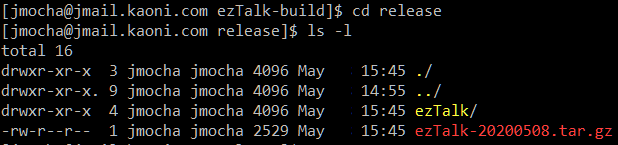 [jmocha@jmail.kaoni.com ezTalk-build]$ cd release
[jmocha@jmail.kaoni.com release]$ ls -l
total 16
drwxr-xr-x  3 jmocha jmocha 4096 May    15:45 ./
drwxr-xr-x. 9 jmocha jmocha 4096 May    14:55 ../
drwxr-xr-x  4 jmocha jmocha 4096 May    15:45 ezTalk/
-rw-r--r--  1 jmocha jmocha 2529 May    15:45 ezTalk-20200508.tar.gz